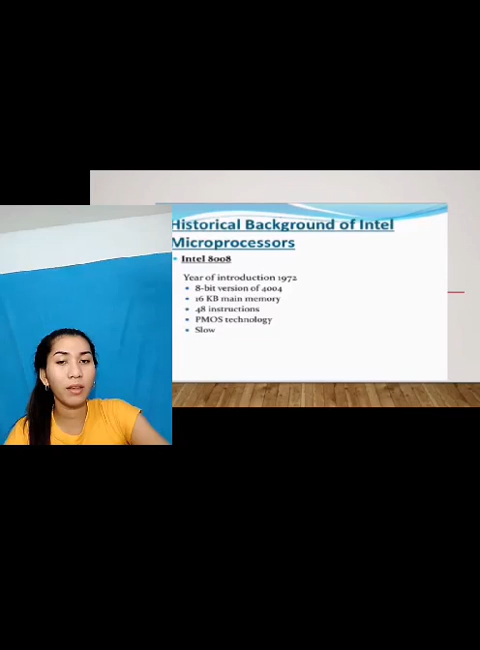 Historical Background of Intel
Microprocessors
Intel 8008
Year of introduction 1972
8-bit version of 4004
16 KB main memory
48 instructions
PMOS technology
Slow